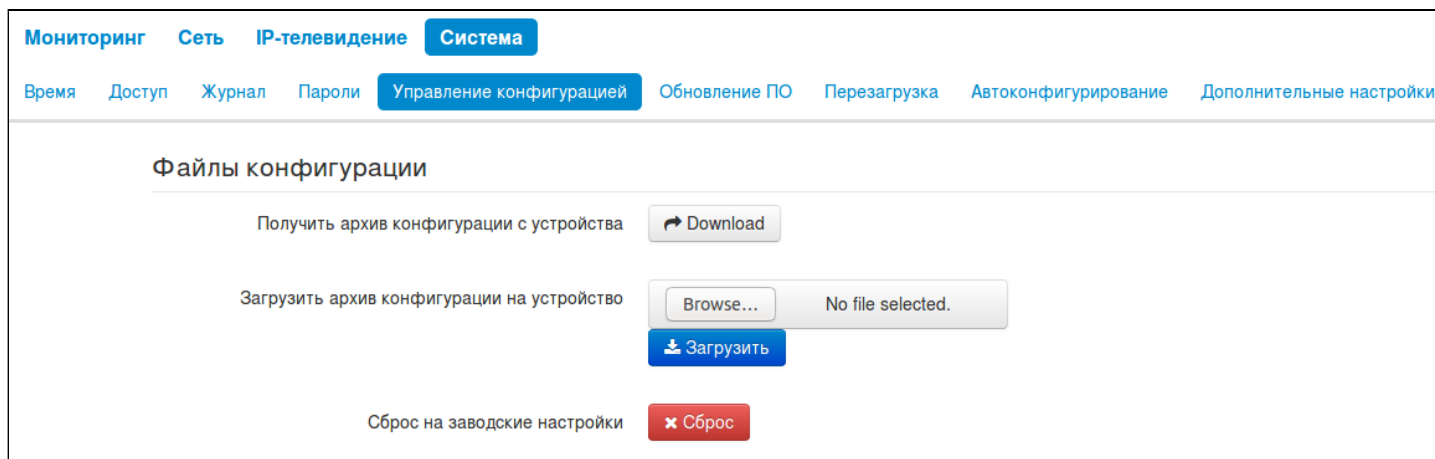 Мониторинг Сеть IP-телевидение Система
Время Доступ Журнал Пароли Управление конфигурацией Обновление ПО Перезагрузка Автоконфигурирование Дополнительные настройки
Файлы конфигурации
Получить архив конфигурации с устройства Download
Загрузить архив конфигурации на устройство Browse... No file selected.
Загрузить
Сброс на заводские настройки Сброс